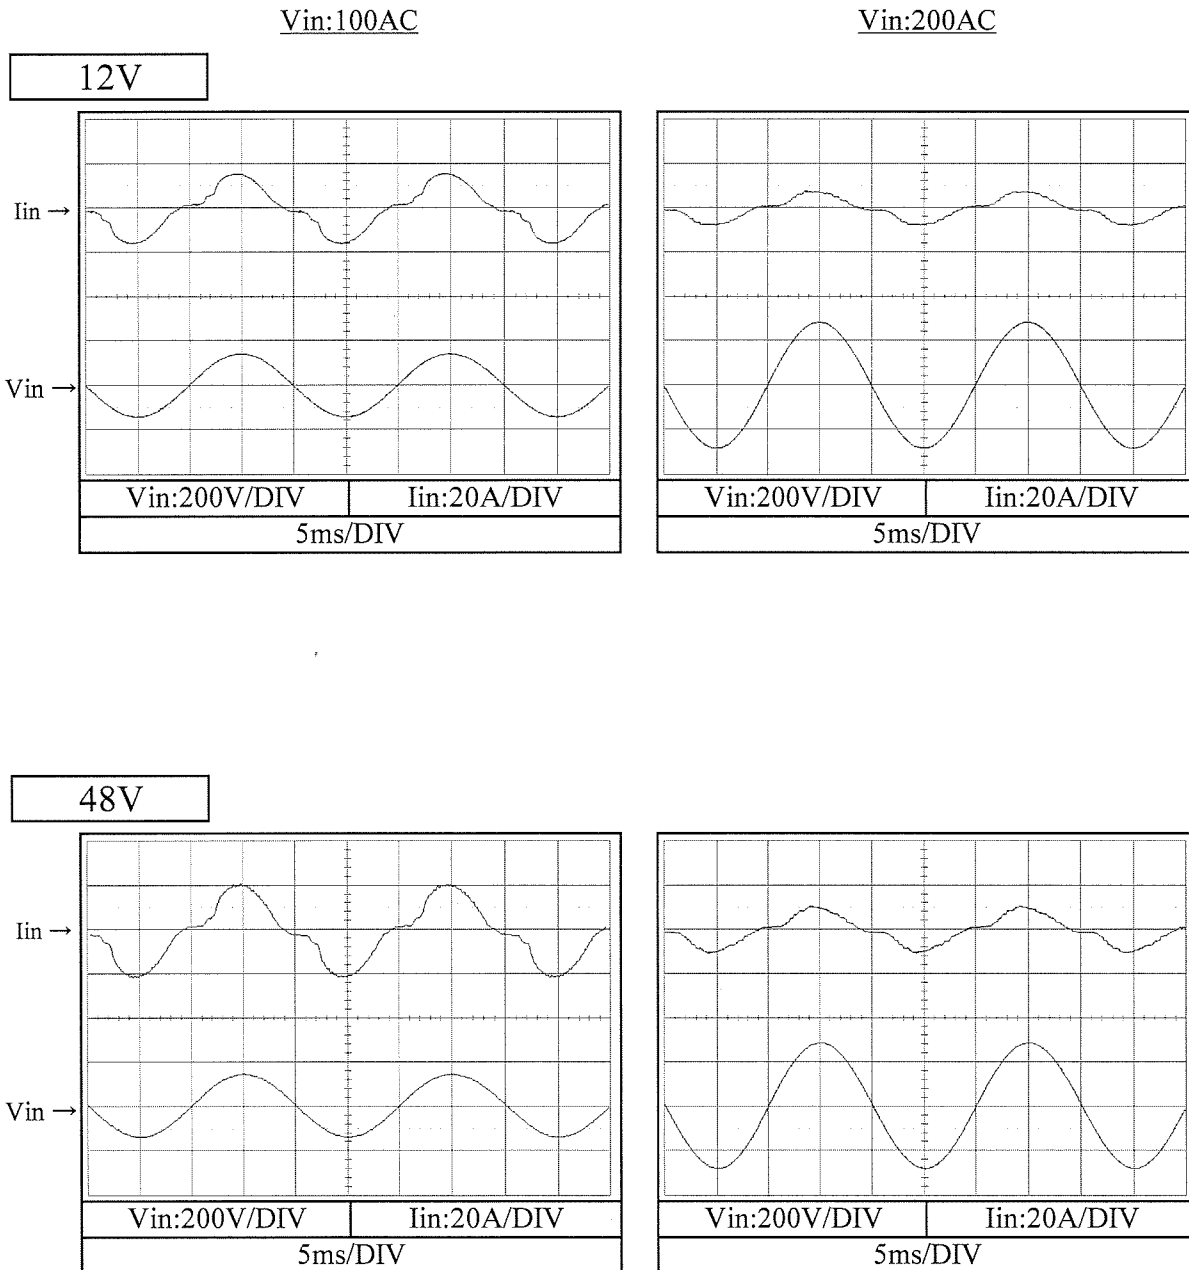 Vin:100AC Vin:200AC
12V
Iin →
Vin →
Vin:200V/DIV Iin:20A/DIV Vin:200V/DIV Iin:20A/DIV
5ms/DIV 5ms/DIV
48V
Iin →
Vin →
Vin:200V/DIV Iin:20A/DIV Vin:200V/DIV Iin:20A/DIV
5ms/DIV 5ms/DIV